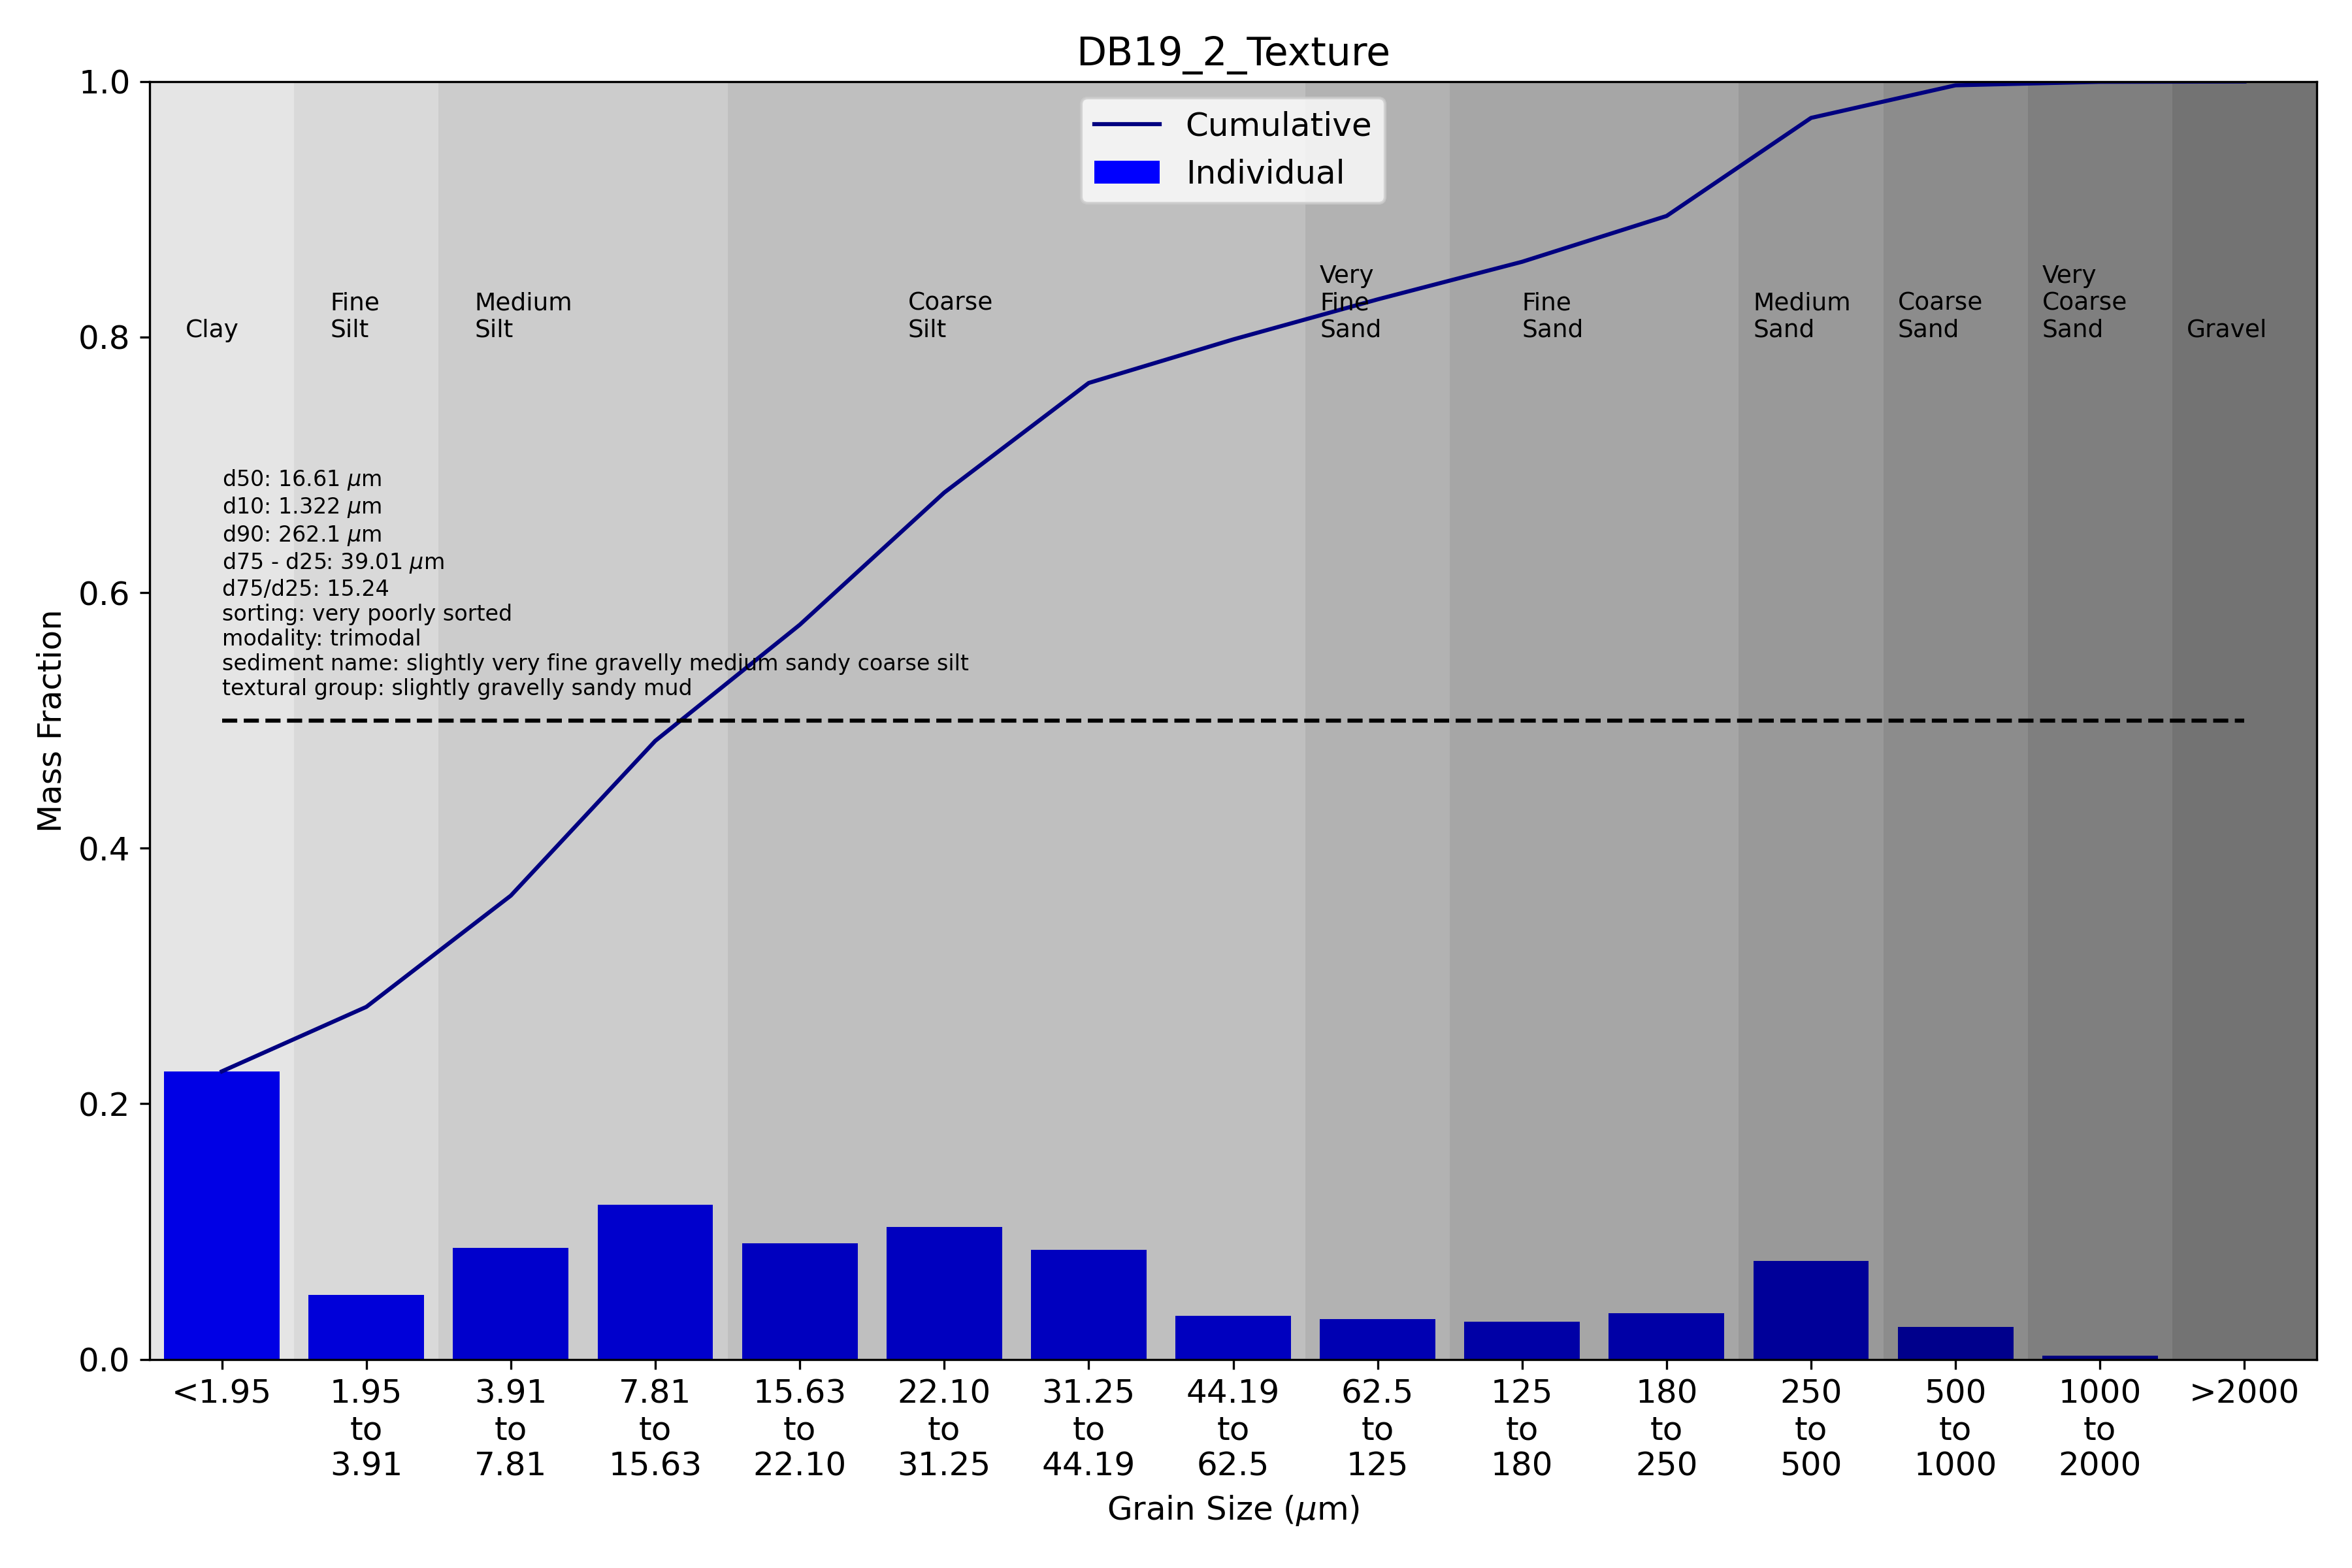 DB19_2_Texture
Cumulative
Individual
Clay
Fine
Silt
Medium
Silt
Coarse
Silt
Very
Fine
Sand
Fine
Sand
Medium
Sand
Coarse
Sand
Very
Coarse
Sand
Gravel
d50: 16.61 μm
d10: 1.322 μm
d90: 262.1 μm
d75 - d25: 39.01 μm
d75/d25: 15.24
sorting: very poorly sorted
modality: trimodal
sediment name: slightly very fine gravelly medium sandy coarse silt
textural group: slightly gravelly sandy mud
Mass Fraction
1.0
0.8
0.6
0.4
0.2
0.0
<1.95
1.95
to
3.91
3.91
to
7.81
7.81
to
15.63
15.63
to
22.10
22.10
to
31.25
31.25
to
44.19
44.19
to
62.5
62.5
to
125
125
to
180
180
to
250
250
to
500
500
to
1000
1000
to
2000
>2000
Grain Size (μm)